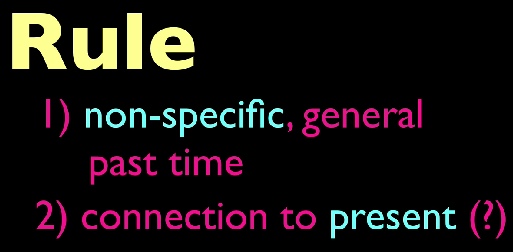 Rule
1) non-specific, general
past time
2) connection to present (?)